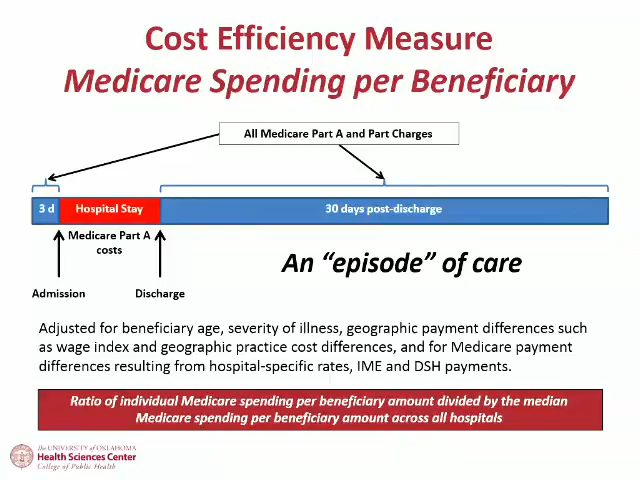 Cost Efficiency Measure
Medicare Spending per Beneficiary
All Medicare Part A and Part Charges
3 d
Hospital Stay
30 days post-discharge
Medicare Part A
costs
An “episode” of care
Admission
Discharge
Adjusted for beneficiary age, severity of illness, geographic payment differences such
as wage index and geographic practice cost differences, and for Medicare payment
differences resulting from hospital-specific rates, IME and DSH payments.
Ratio of individual Medicare spending per beneficiary amount divided by the median
Medicare spending per beneficiary amount across all hospitals
The UNIVERSITY of OKLAHOMA
Health Sciences Center
College of Public Health